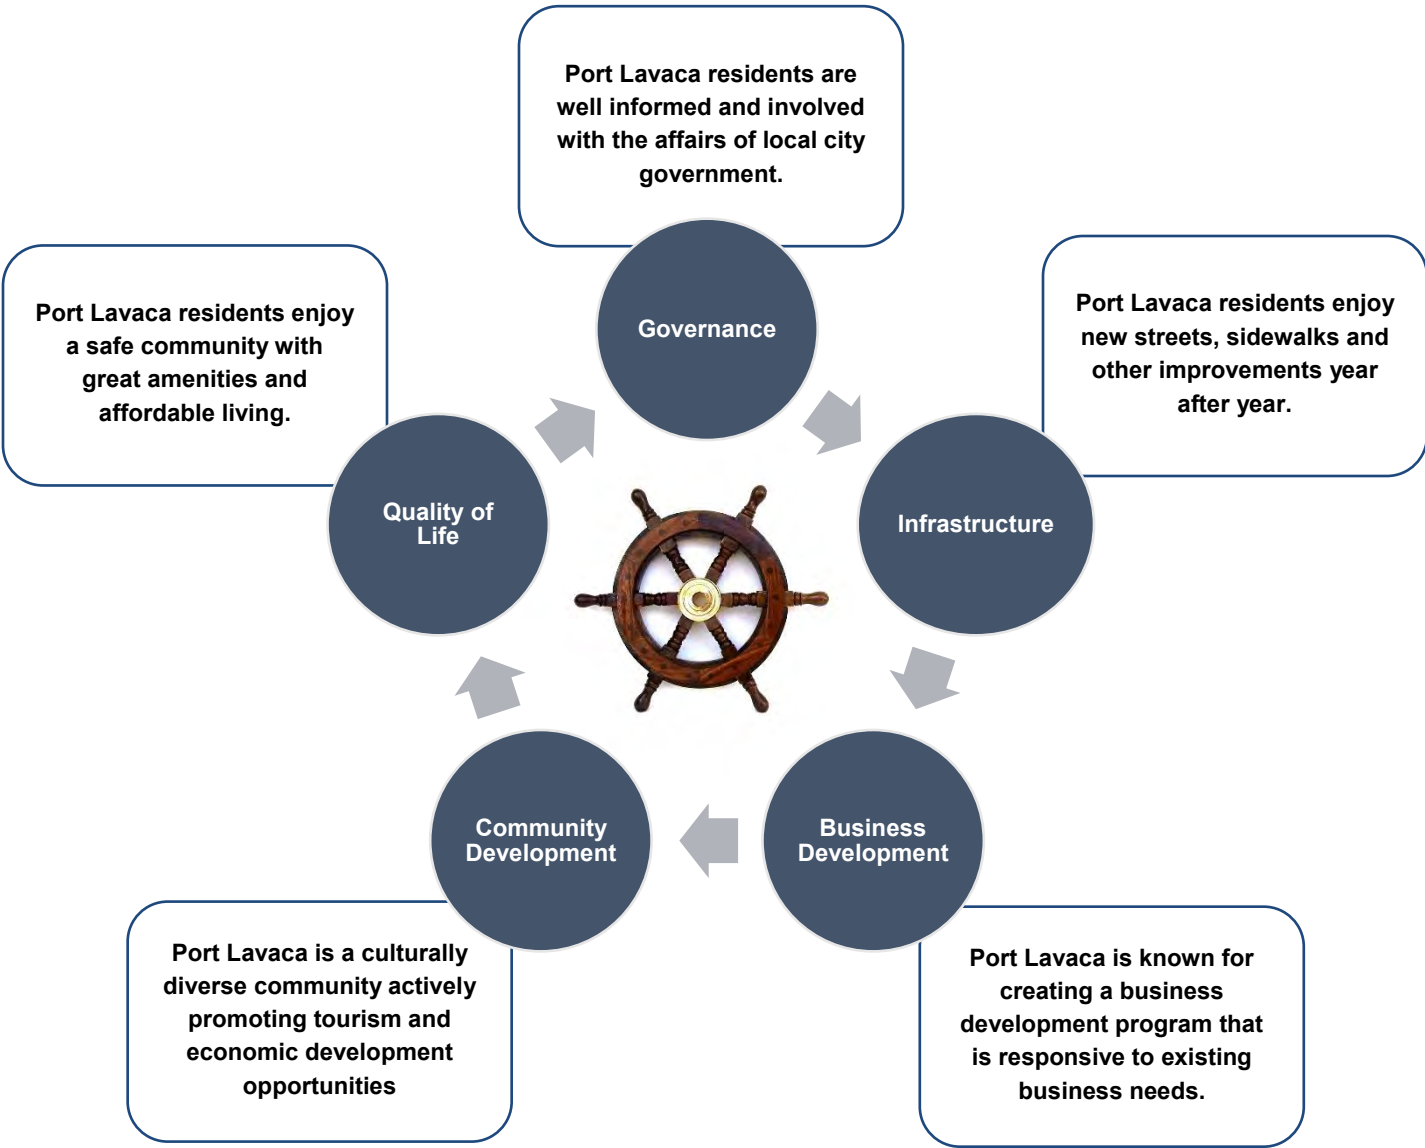 Port Lavaca residents are
well informed and involved
with the affairs of local city
government.
Governance
Port Lavaca residents enjoy
new streets, sidewalks and
other improvements year
after year.
Infrastructure
Port Lavaca is known for
creating a business
development program that
is responsive to existing
business needs.
Business
Development
Port Lavaca is a culturally
diverse community actively
promoting tourism and
economic development
opportunities
Community
Development
Port Lavaca residents enjoy
a safe community with
great amenities and
affordable living.
Quality of
Life